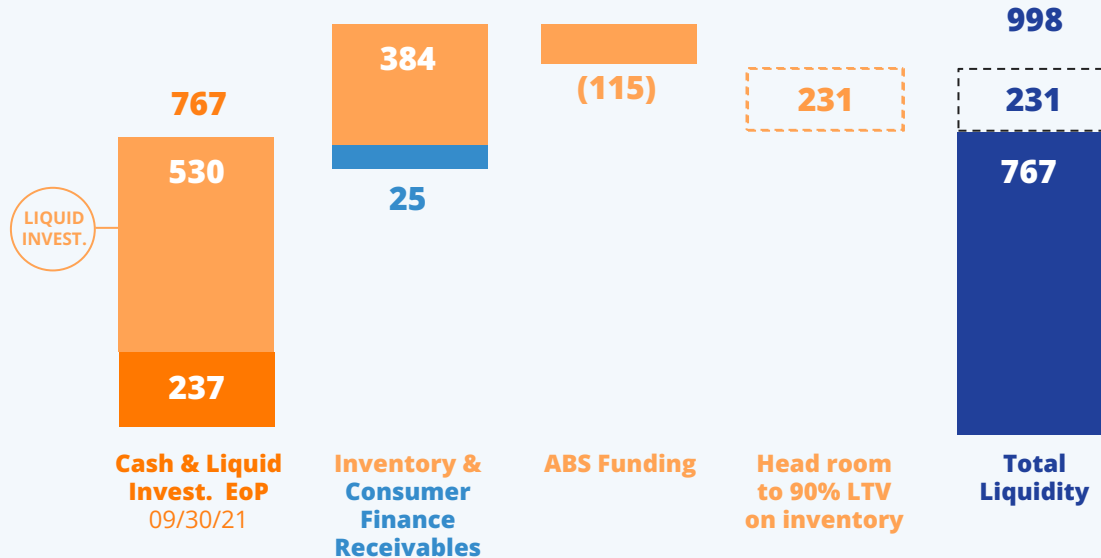 767
530
LIQUID
INVEST.
237
Cash & Liquid
Invest. EoP
09/30/21
384
25
Inventory &
Consumer
Finance
Receivables
(115)
ABS Funding
231
Head room
to 90% LTV
on inventory
998
231
767
Total
Liquidity